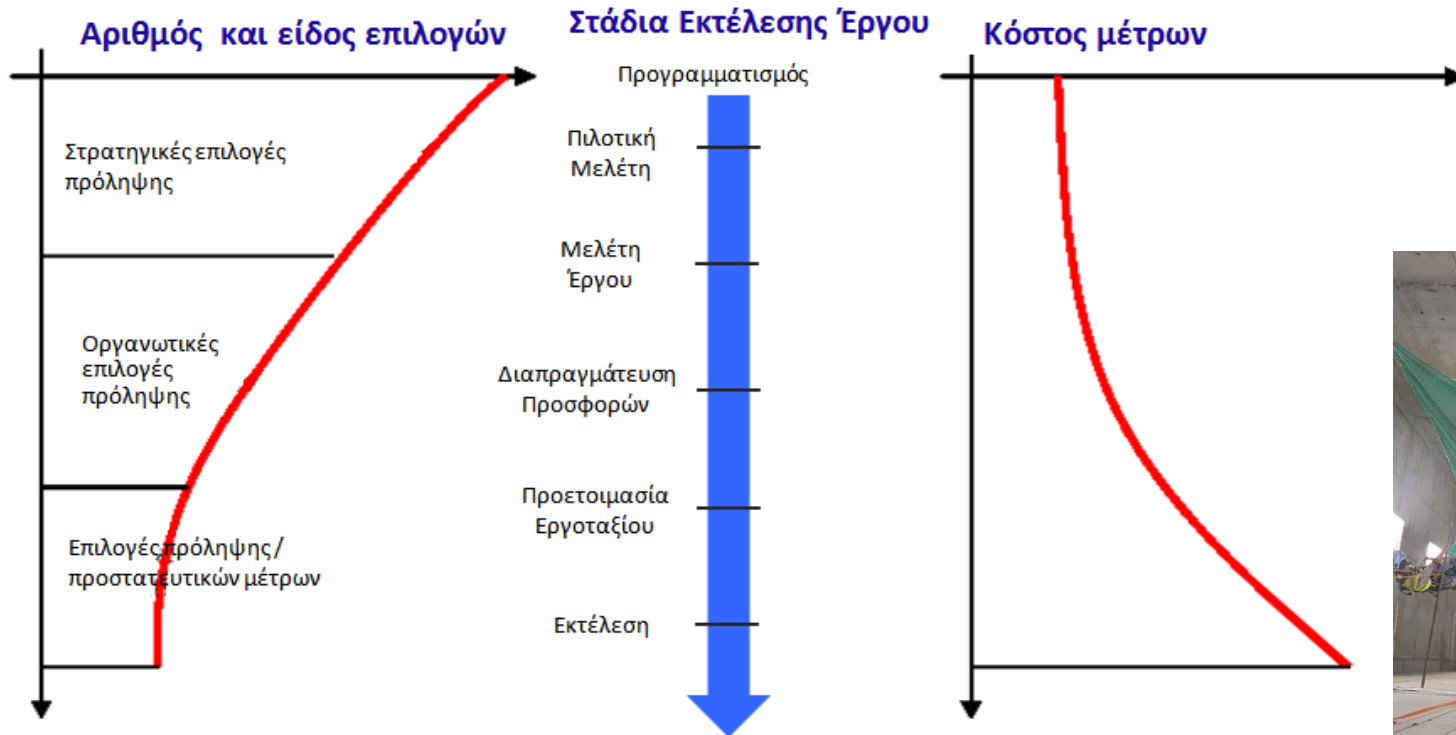 Αριθμός και είδος επιλογών
Στρατηγικές επιλογές
πρόληψης
Οργανωτικές
επιλογές
πρόληψης
Επιλογές πρόληψης /
προστατευτικών μέτρων
Στάδια Εκτέλεσης Έργου
Προγραμματισμός
Πιλοτική
Μελέτη
Μελέτη
Έργου
Διαπραγμάτευση
Προσφορών
Προετοιμασία
Εργοταξίου
Εκτέλεση
Κόστος μέτρων